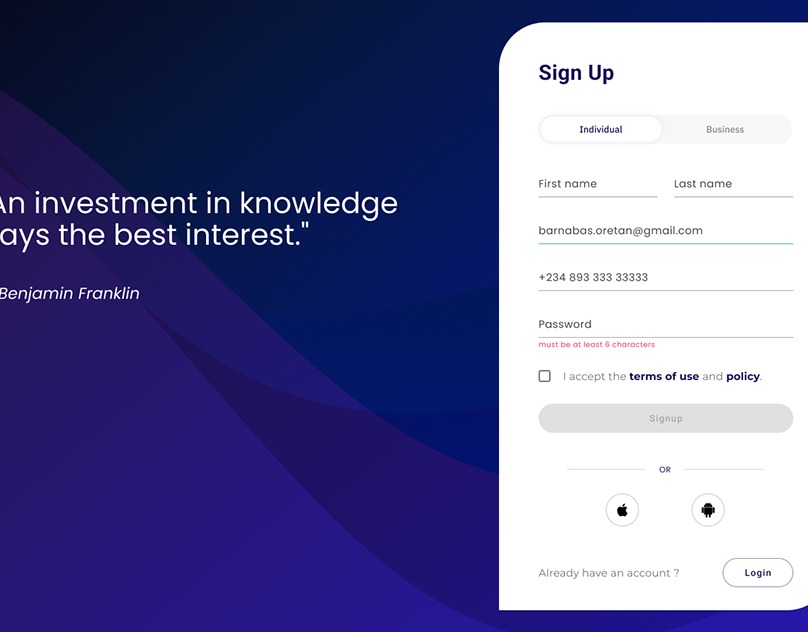 An investment in knowledge
ays the best interest."
Benjamin Franklin
Sign Up
Individual Business
First name Last name
barnabas.oretan@gmail.com
+234 893 333 33333
Password
must be at least 6 characters
I accept the terms of use and policy.
Signup
OR
Already have an account ? Login